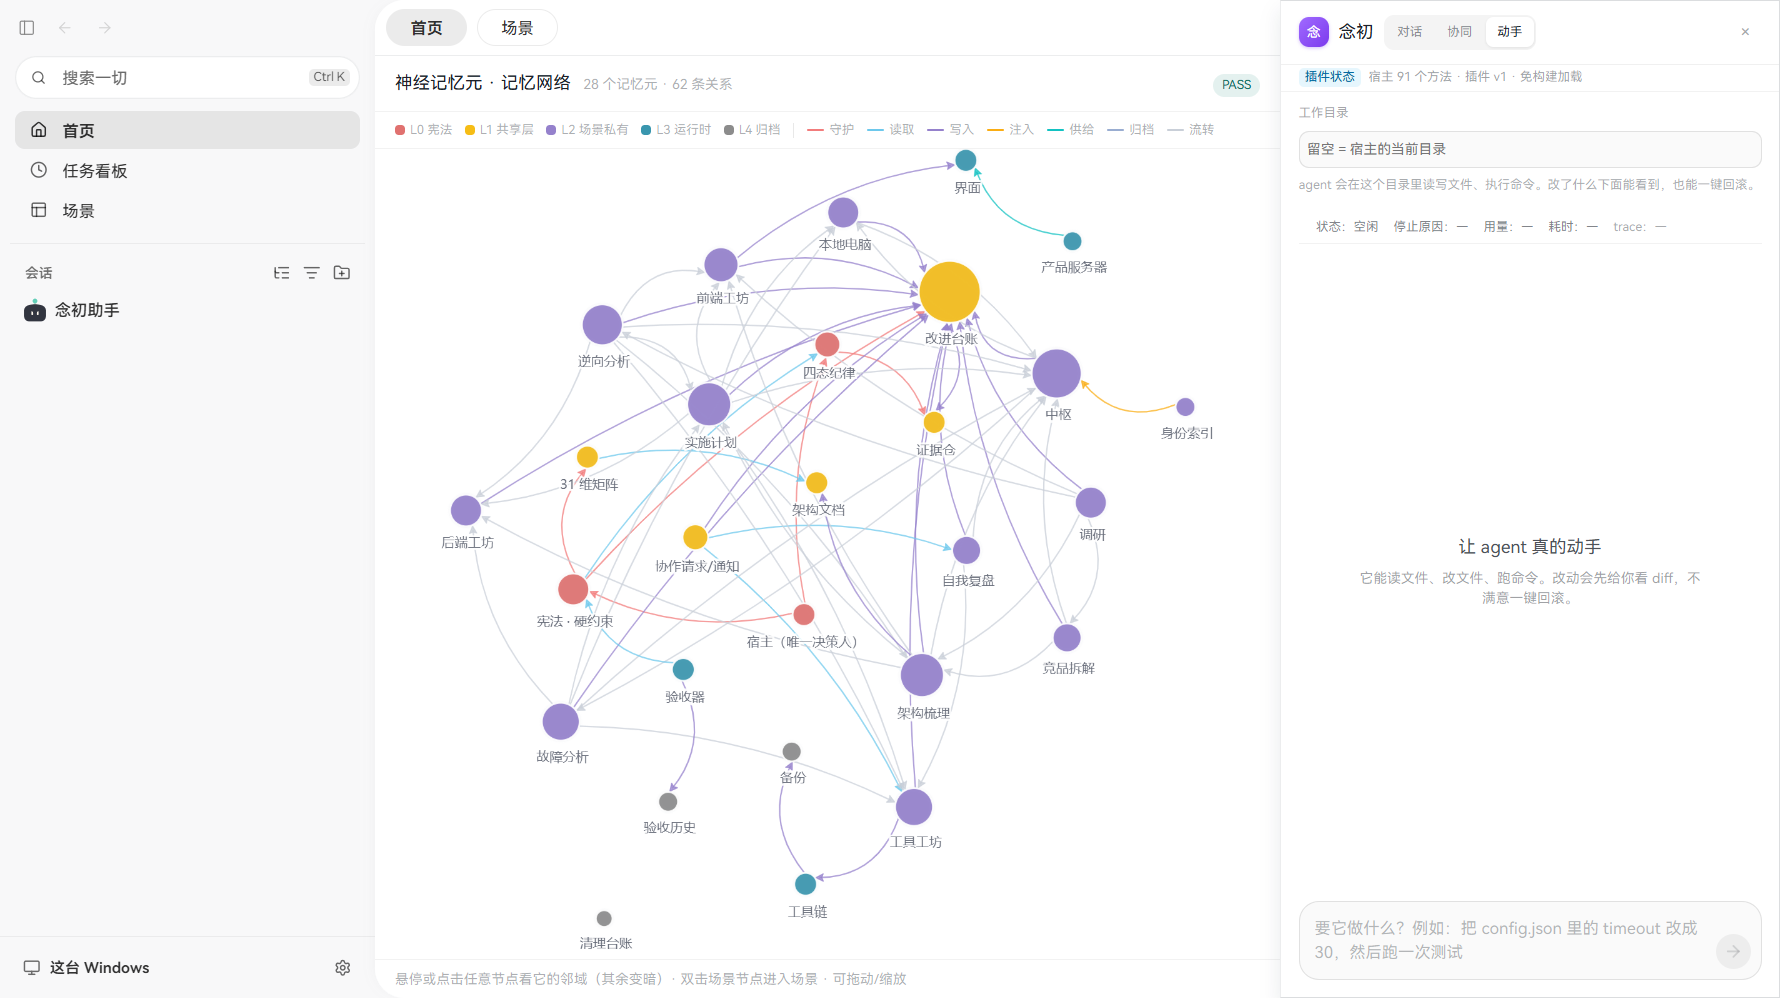 搜索一切
Ctrl K
首页
任务看板
场景
会话
念初助手
这台 Windows
首页
场景
神经记忆元 · 记忆网络
28 个记忆元 · 62 条关系
PASS
L0 宪法
L1 共享层
L2 场景私有
L3 运行时
L4 归档
守护
读取
写入
注入
供给
归档
流转
界面
本地电脑
产品服务器
前端工坊
逆向分析
改进台账
四态纪律
中枢
身份索引
实施计划
证据仓
31 维矩阵
架构文档
后端工坊
调研
协作请求/通知
自我复盘
宪法 · 硬约束
宿主（唯一决策人）
竞品拆解
验收器
架构梳理
故障分析
备份
验收历史
工具工坊
工具链
清理台账
悬停或点击任意节点看它的邻域（其余变暗）· 双击场景节点进入场景 · 可拖动/缩放
念
念初
对话
协同
动手
×
插件状态
宿主 91 个方法 · 插件 v1 · 免构建加载
工作目录
留空 = 宿主的当前目录
agent 会在这个目录里读写文件、执行命令。改了什么下面能看到，也能一键回滚。
状态：空闲
停止原因：—
用量：—
耗时：—
trace: —
让 agent 真的动手
它能读文件、改文件、跑命令。改动会先给你看 diff，不
满意一键回滚。
要它做什么？例如：把 config.json 里的 timeout 改成
30，然后跑一次测试